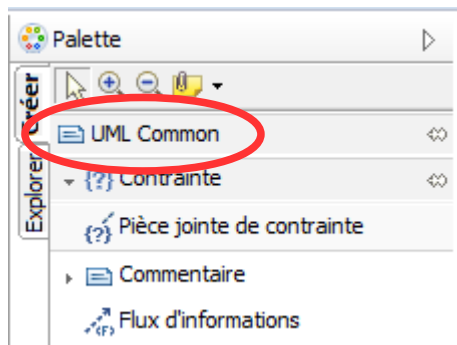 Palette
Créer
Explorer
UML Common
{?} Contrainte
{?} Pièce jointe de contrainte
Commentaire
(F) Flux d'informations